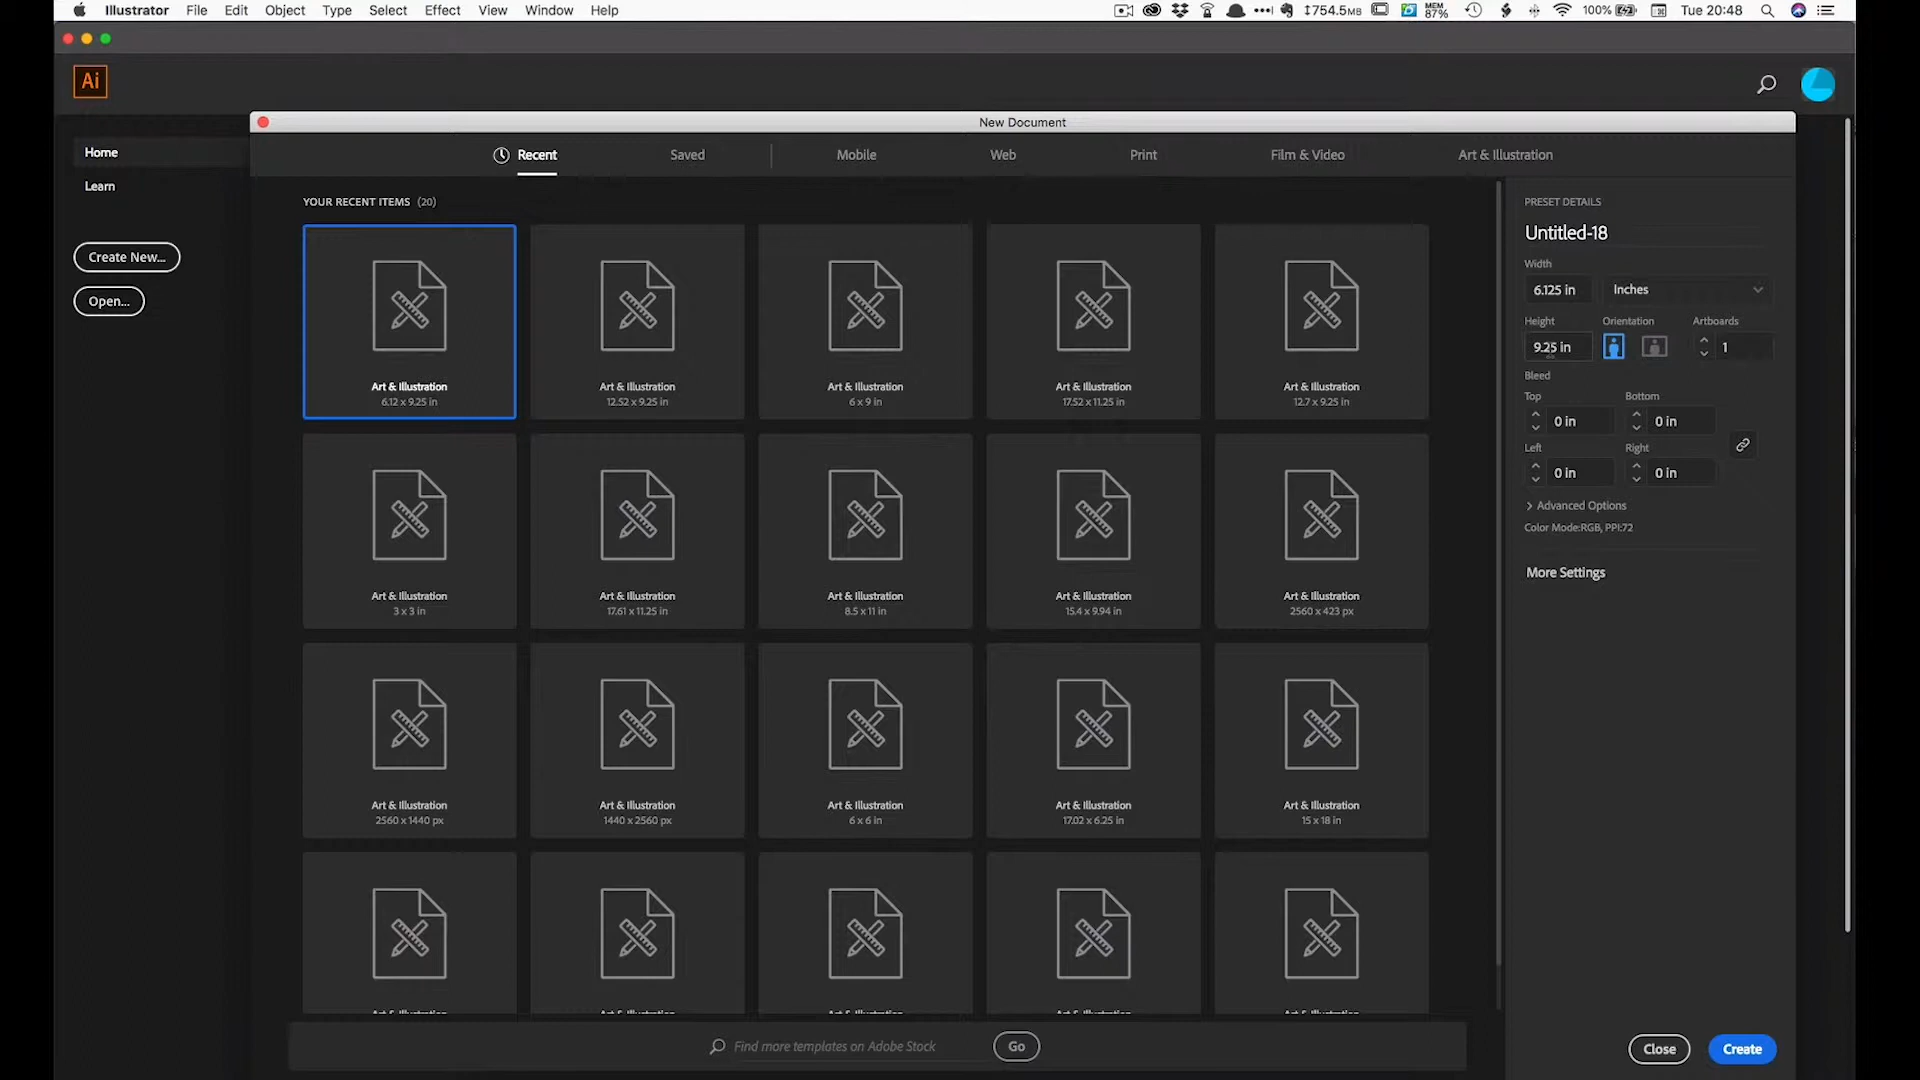 Illustrator File Edit Object Type Select Effect View Window Help
754.5MB MEM 87% 100% Tue 20:48
Ai
New Document
Home
Learn
Create New...
Open...
Recent Saved Mobile Web Print Film & Video Art & Illustration
YOUR RECENT ITEMS (20)
Art & Illustration Art & Illustration Art & Illustration Art & Illustration Art & Illustration
6.12 x 9.25 in 12.52 x 9.25 in 6 x 9 in 17.52 x 11.25 in 12.7 x 9.25 in
Art & Illustration Art & Illustration Art & Illustration Art & Illustration Art & Illustration
3 x 3 in 17.61 x 11.25 in 8.5 x 11 in 15.4 x 9.94 in 2560 x 423 px
Art & Illustration Art & Illustration Art & Illustration Art & Illustration Art & Illustration
2560 x 1440 px 1440 x 2560 px 6 x 6 in 17.02 x 6.25 in 15 x 18 in
Find more templates on Adobe Stock Go
PRESET DETAILS
Untitled-18
Width
6.125 in Inches
Height Orientation Artboards
9.25 in 1
Bleed
Top Bottom
0 in 0 in
Left Right
0 in 0 in
Advanced Options
Color Mode:RGB, PPI:72
More Settings
Close Create